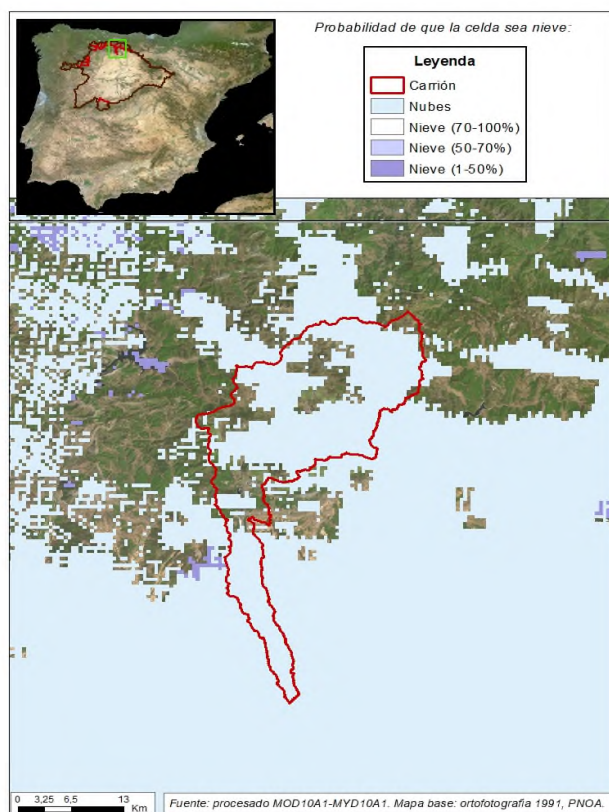 Probabilidad de que la celda sea nieve:
Leyenda
Carrión
Nubes
Nieve (70-100%)
Nieve (50-70%)
Nieve (1-50%)
0 3,25 6,5 13
Km
Fuente: procesado MOD10A1-MYD10A1. Mapa base: ortofotografia 1991, PNOA.